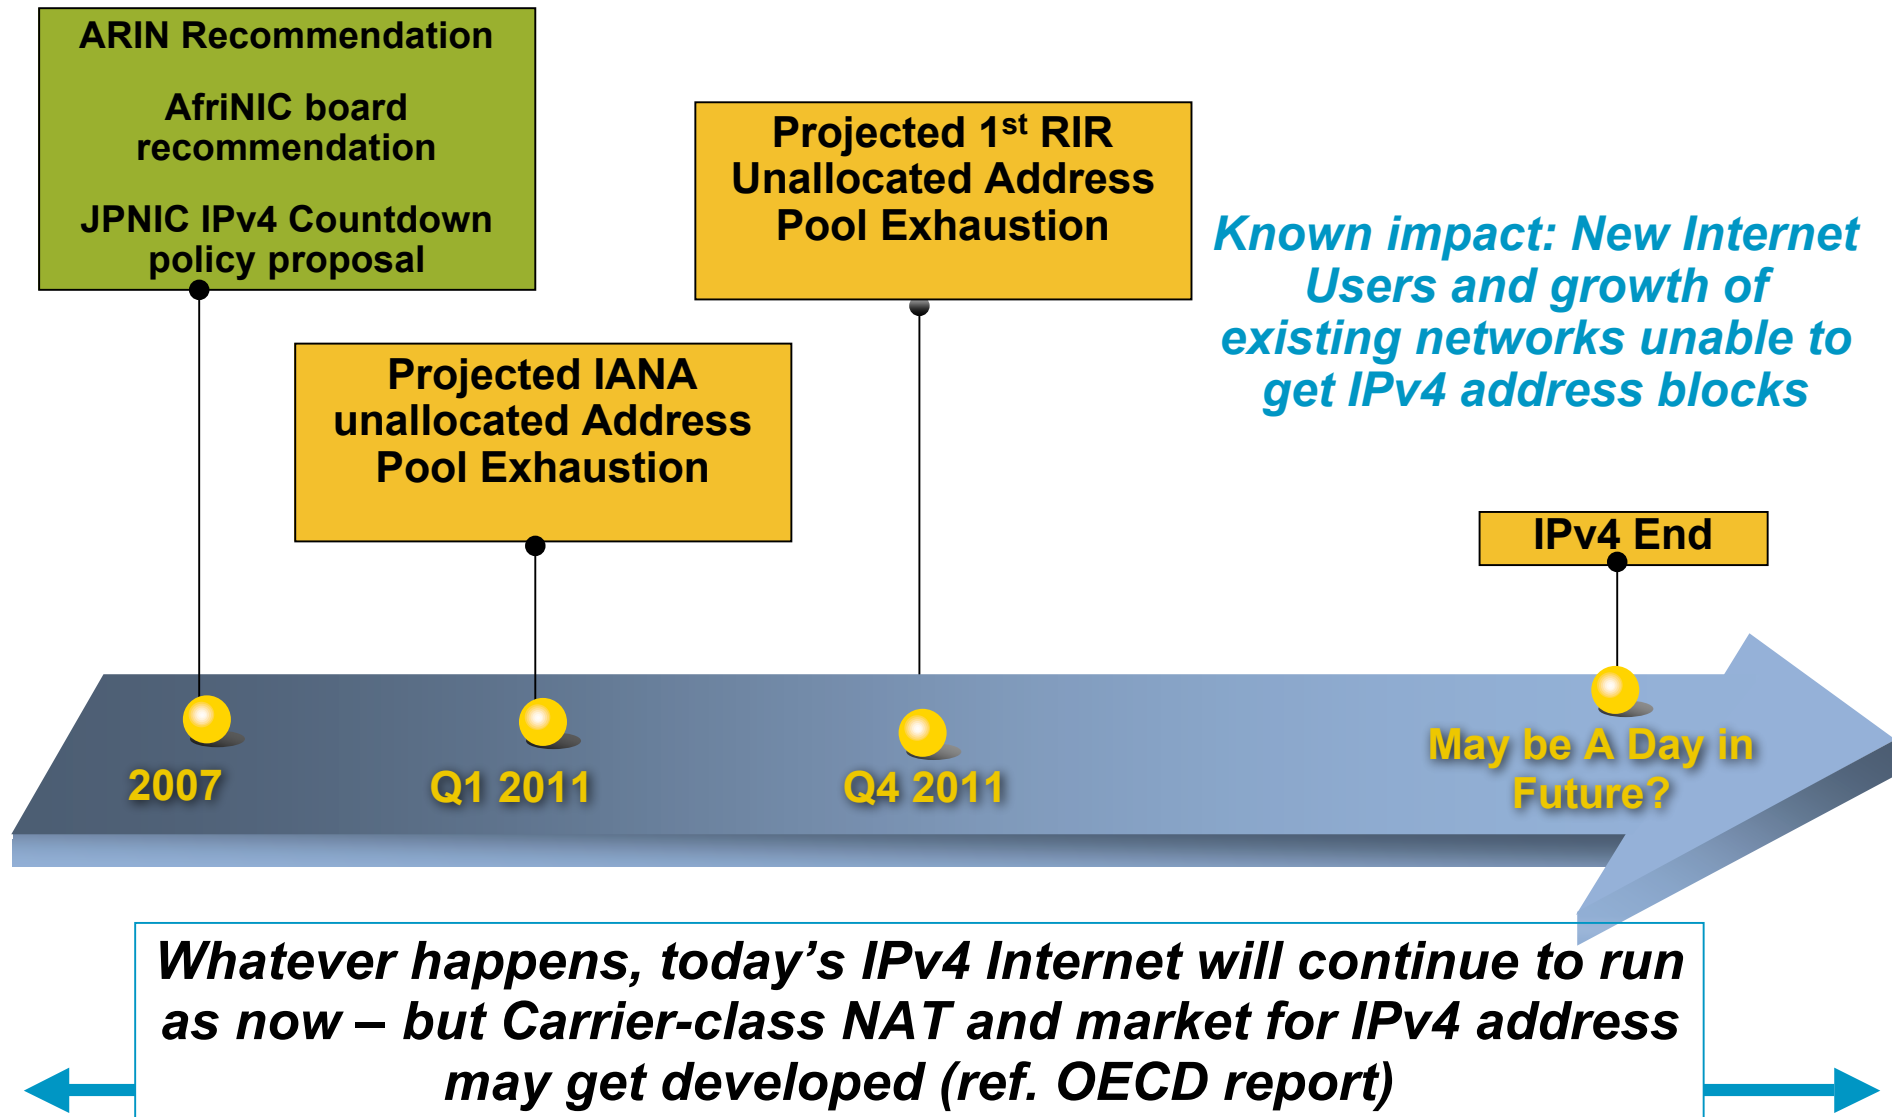 ARIN Recommendation
AfriNIC board
recommendation
JPNIC IPv4 Countdown
policy proposal
Projected IANA
unallocated Address
Pool Exhaustion
Projected 1st RIR
Unallocated Address
Pool Exhaustion
Known impact: New Internet
Users and growth of
existing networks unable to
get IPv4 address blocks
IPv4 End
2007
Q1 2011
Q4 2011
May be A Day in
Future?
Whatever happens, today’s IPv4 Internet will continue to run
as now – but Carrier-class NAT and market for IPv4 address
may get developed (ref. OECD report)